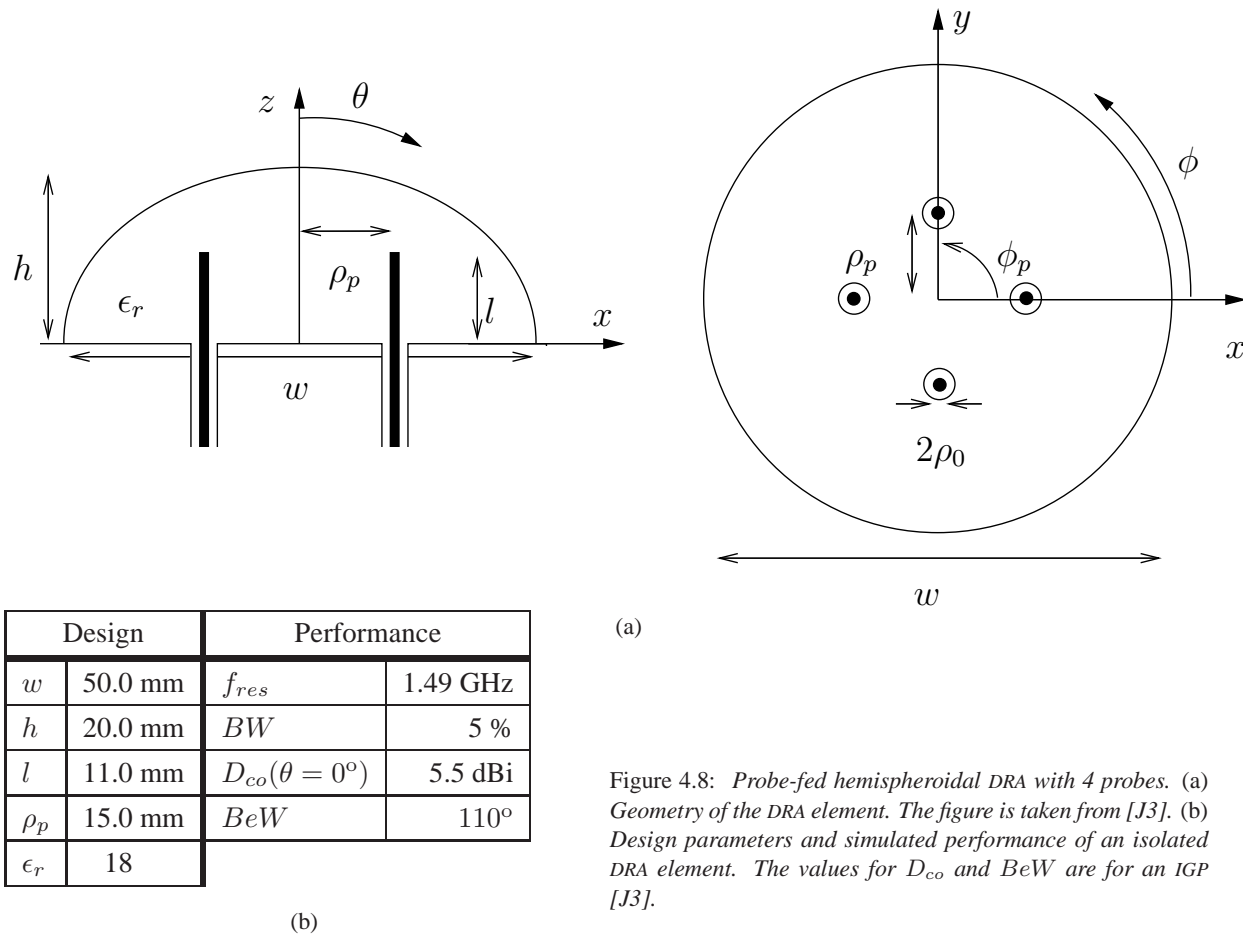 z
θ
h
ϵ_r
ρ_p
l
x
w
y
ϕ
ρ_p
ϕ_p
x
2ρ_0
w
(a)
Design Performance
w 50.0 mm f_res 1.49 GHz
h 20.0 mm BW 5 %
l 11.0 mm D_co(θ = 0°) 5.5 dBi
ρ_p 15.0 mm BeW 110°
ϵ_r 18
(b)
Figure 4.8: Probe-fed hemispheroidal DRA with 4 probes. (a)
Geometry of the DRA element. The figure is taken from [J3]. (b)
Design parameters and simulated performance of an isolated
DRA element. The values for D_co and BeW are for an IGP
[J3].